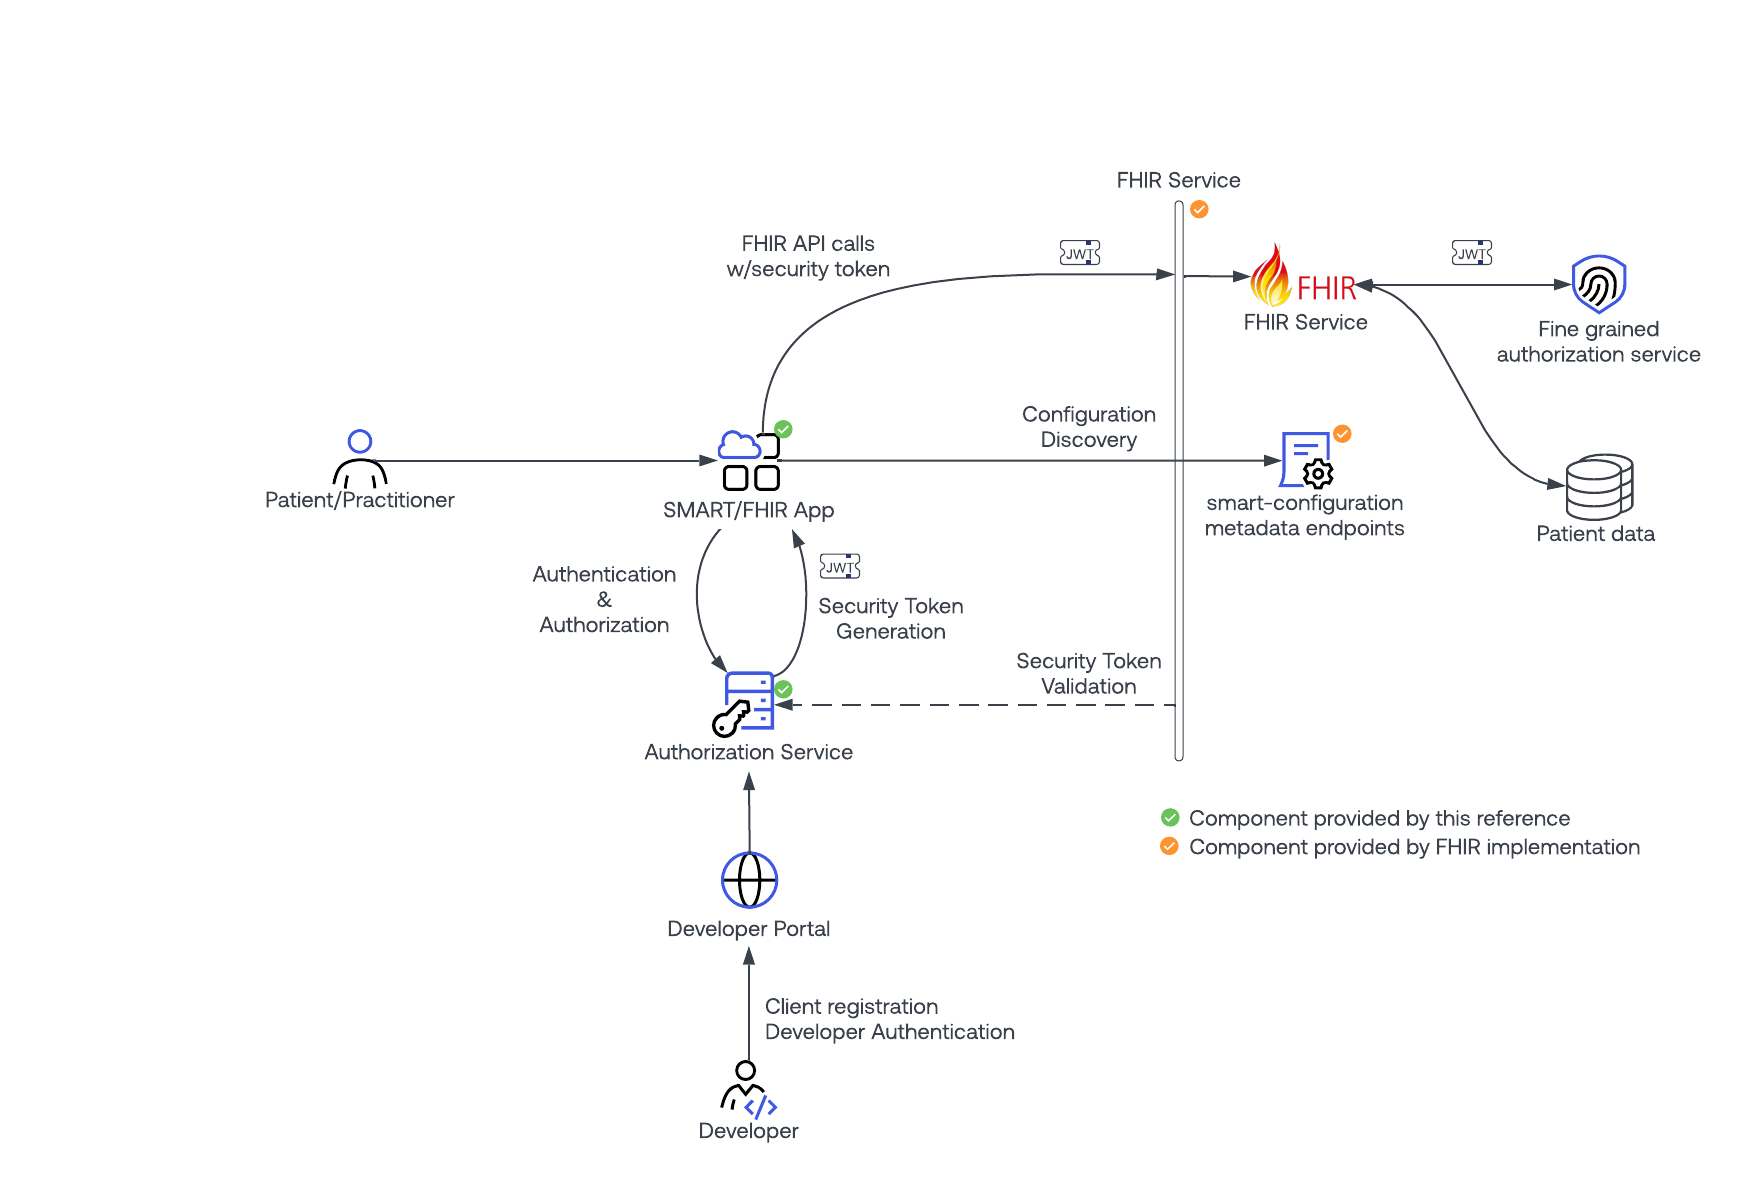 FHIR Service
FHIR API calls
w/security token
JWT
JWT
FHIR
FHIR Service
Fine grained
authorization service
Configuration
Discovery
Patient/Practitioner
SMART/FHIR App
smart-configuration
metadata endpoints
Patient data
Authentication
&
Authorization
JWT
Security Token
Generation
Security Token
Validation
Authorization Service
Component provided by this reference
Component provided by FHIR implementation
Developer Portal
Client registration
Developer Authentication
Developer